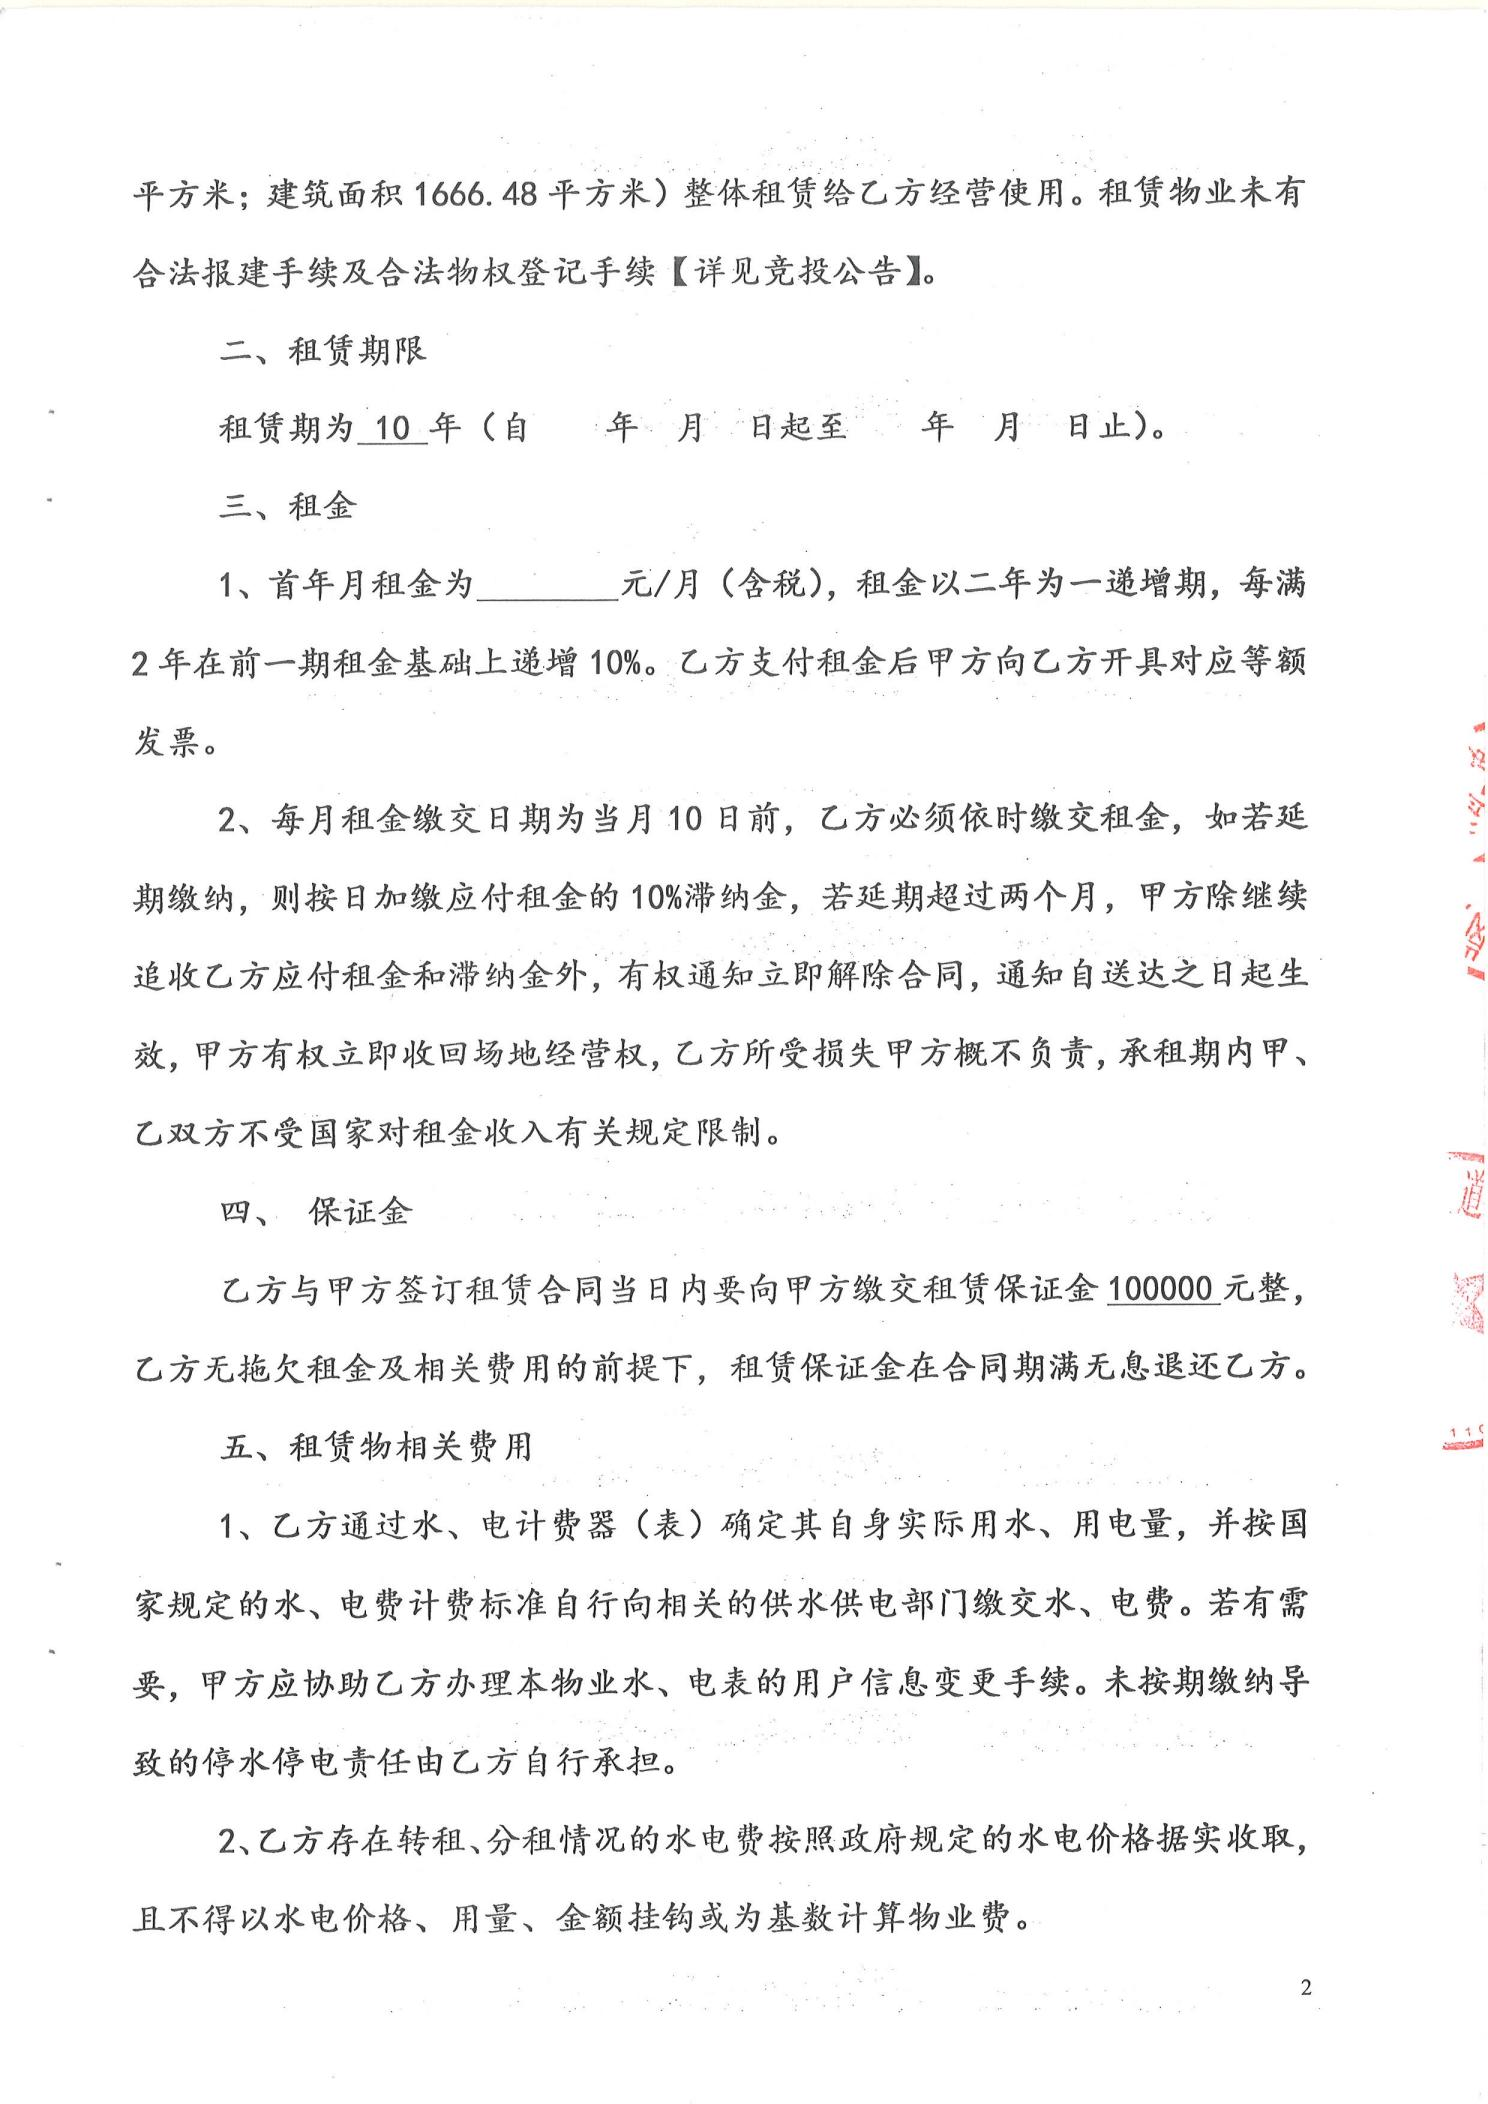 平方米；建筑面积1666.48平方米）整体租赁给乙方经营使用。租赁物业未有
合法报建手续及合法物权登记手续【详见竞投公告】。
二、租赁期限
租赁期为 10 年（自　　年　月　日起至　　年　月　日止）。
三、租金
1、首年月租金为________元/月（含税），租金以二年为一递增期，每满
2年在前一期租金基础上递增10%。乙方支付租金后甲方向乙方开具对应等额
发票。
2、每月租金缴交日期为当月10日前，乙方必须依时缴交租金，如若延
期缴纳，则按日加缴应付租金的10%滞纳金，若延期超过两个月，甲方除继续
追收乙方应付租金和滞纳金外，有权通知立即解除合同，通知自送达之日起生
效，甲方有权立即收回场地经营权，乙方所受损失甲方概不负责，承租期内甲、
乙双方不受国家对租金收入有关规定限制。
四、 保证金
乙方与甲方签订租赁合同当日内要向甲方缴交租赁保证金100000元整，
乙方无拖欠租金及相关费用的前提下，租赁保证金在合同期满无息退还乙方。
五、租赁物相关费用
1、乙方通过水、电计费器（表）确定其自身实际用水、用电量，并按国
家规定的水、电费计费标准自行向相关的供水供电部门缴交水、电费。若有需
要，甲方应协助乙方办理本物业水、电表的用户信息变更手续。未按期缴纳导
致的停水停电责任由乙方自行承担。
2、乙方存在转租、分租情况的水电费按照政府规定的水电价格据实收取，
且不得以水电价格、用量、金额挂钩或为基数计算物业费。
2